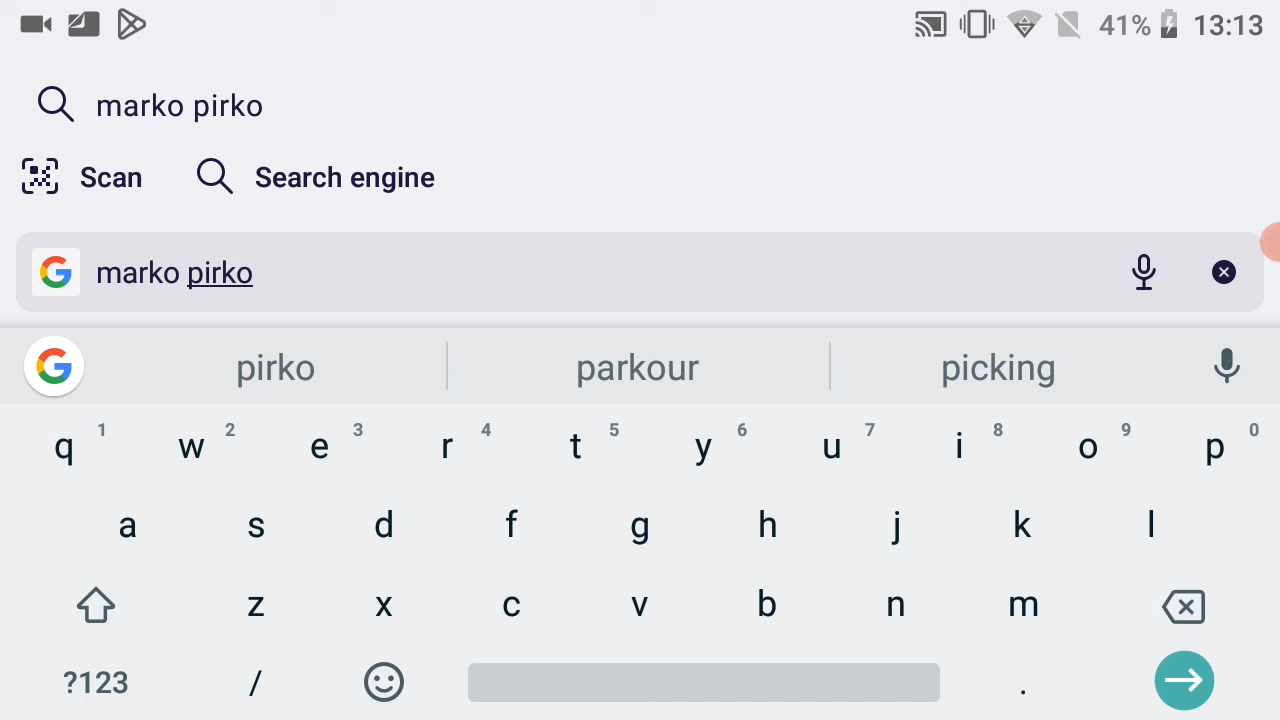 41% 13:13
marko pirko
Scan Search engine
marko pirko
pirko parkour picking
q 1 w 2 e 3 r 4 t 5 y 6 u 7 i 8 o 9 p 0
a s d f g h j k l
z x c v b n m
?123 / .